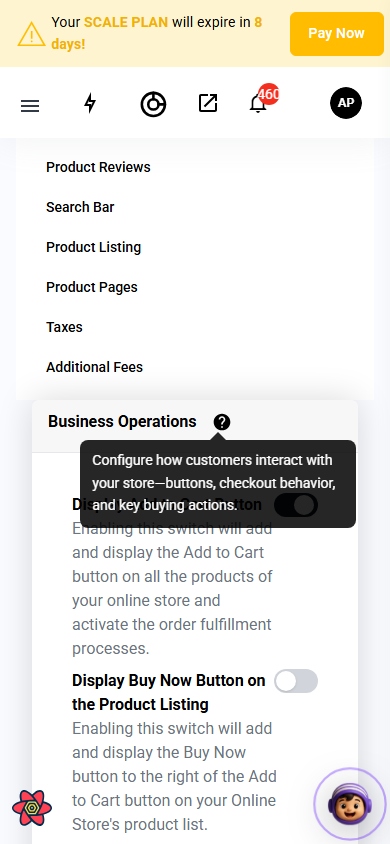 Your SCALE PLAN will expire in 8
days!
Pay Now
460
AP
Product Reviews
Search Bar
Product Listing
Product Pages
Taxes
Additional Fees
Business Operations ?
Configure how customers interact with
your store—buttons, checkout behavior,
and key buying actions.
Display Add to Cart Button
Enabling this switch will add
and display the Add to Cart
button on all the products of
your online store and
activate the order fulfillment
processes.
Display Buy Now Button on
the Product Listing
Enabling this switch will add
and display the Buy Now
button to the right of the Add
to Cart button on your Online
Store's product list.